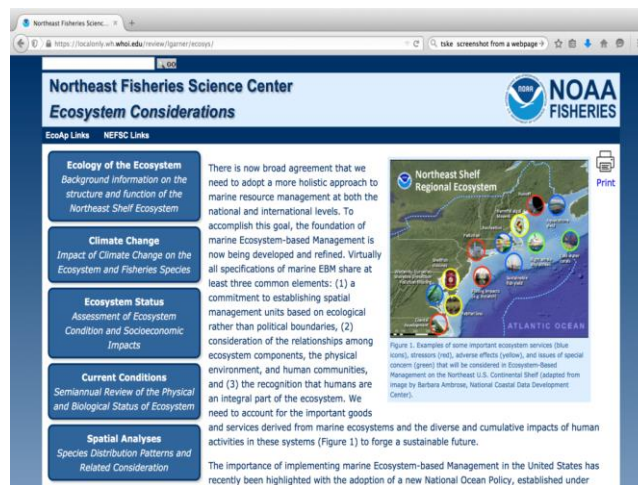 Northeast Fisheries Scienc...
https://localonly.wh.whoi.edu/review/lgarner/ecosys/
tske screenshot from a webpage
GO
Northeast Fisheries Science Center
Ecosystem Considerations
NOAA
NOAA
FISHERIES
EcoAp Links NEFSC Links
Print
Ecology of the Ecosystem
Background information on the
structure and function of the
Northeast Shelf Ecosystem
Climate Change
Impact of Climate Change on the
Ecosystem and Fisheries Species
Ecosystem Status
Assessment of Ecosystem
Condition and Socioeconomic
Impacts
Current Conditions
Semiannual Review of the Physical
and Biological Status of Ecosystem
Spatial Analyses
Species Distribution Patterns and
Related Consideration
There is now broad agreement that we
need to adopt a more holistic approach to
marine resource management at both the
national and international levels. To
accomplish this goal, the foundation of
marine Ecosystem-based Management is
now being developed and refined. Virtually
all specifications of marine EBM share at
least three common elements: (1) a
commitment to establishing spatial
management units based on ecological
rather than political boundaries, (2)
consideration of the relationships among
ecosystem components, the physical
environment, and human communities,
and (3) the recognition that humans are
an integral part of the ecosystem. We
need to account for the important goods
and services derived from marine ecosystems and the diverse and cumulative impacts of human
activities in these systems (Figure 1) to forge a sustainable future.
The importance of implementing marine Ecosystem-based Management in the United States has
recently been highlighted with the adoption of a new National Ocean Policy, established under
Northeast Shelf
Regional Ecosystem
ATLANTIC OCEAN
Figure 1. Examples of some important ecosystem services (blue
icons), stressors (red), adverse effects (yellow), and issues of special
concern (green) that will be considered in Ecosystem-Based
Management on the Northeast U.S. Continental Shelf (adapted from
image by Barbara Ambrose, National Coastal Data Development
Center).